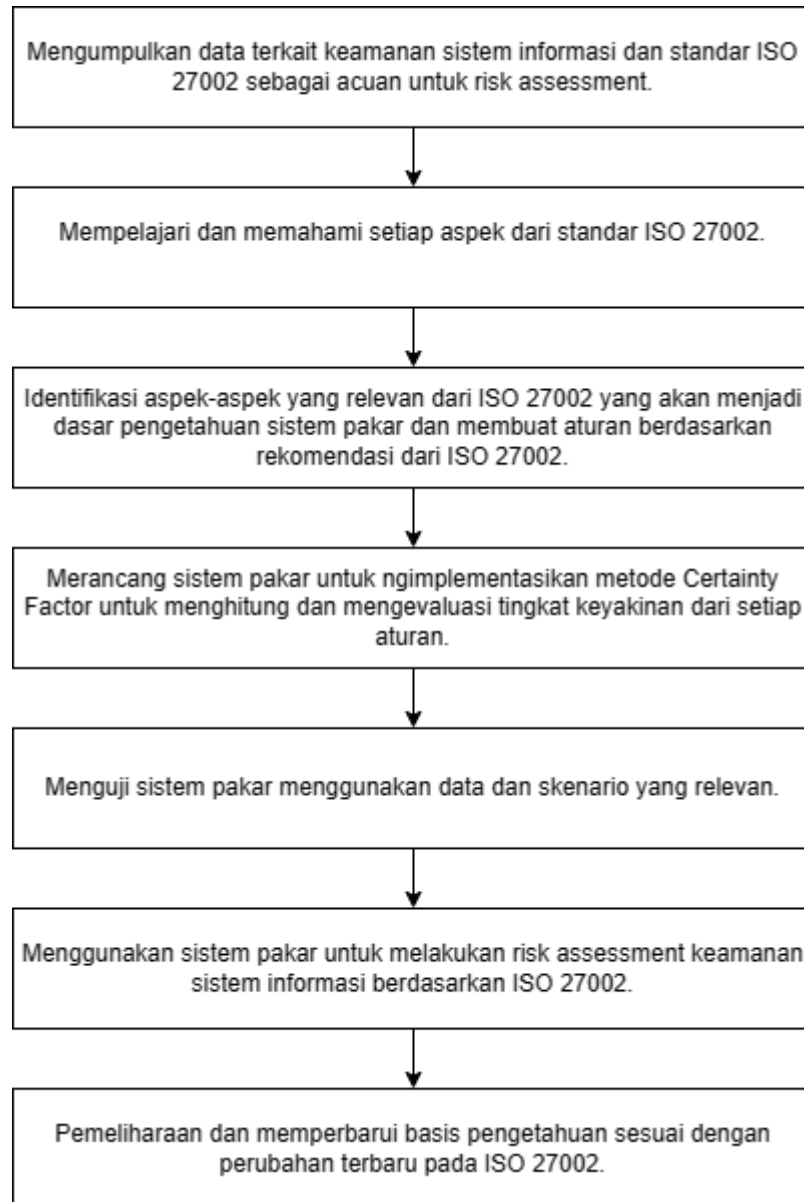 Mengumpulkan data terkait keamanan sistem informasi dan standar ISO
27002 sebagai acuan untuk risk assessment.
Mempelajari dan memahami setiap aspek dari standar ISO 27002.
Identifikasi aspek-aspek yang relevan dari ISO 27002 yang akan menjadi
dasar pengetahuan sistem pakar dan membuat aturan berdasarkan
rekomendasi dari ISO 27002.
Merancang sistem pakar untuk ngimplementasikan metode Certainty
Factor untuk menghitung dan mengevaluasi tingkat keyakinan dari setiap
aturan.
Menguji sistem pakar menggunakan data dan skenario yang relevan.
Menggunakan sistem pakar untuk melakukan risk assessment keamanan
sistem informasi berdasarkan ISO 27002.
Pemeliharaan dan memperbarui basis pengetahuan sesuai dengan
perubahan terbaru pada ISO 27002.